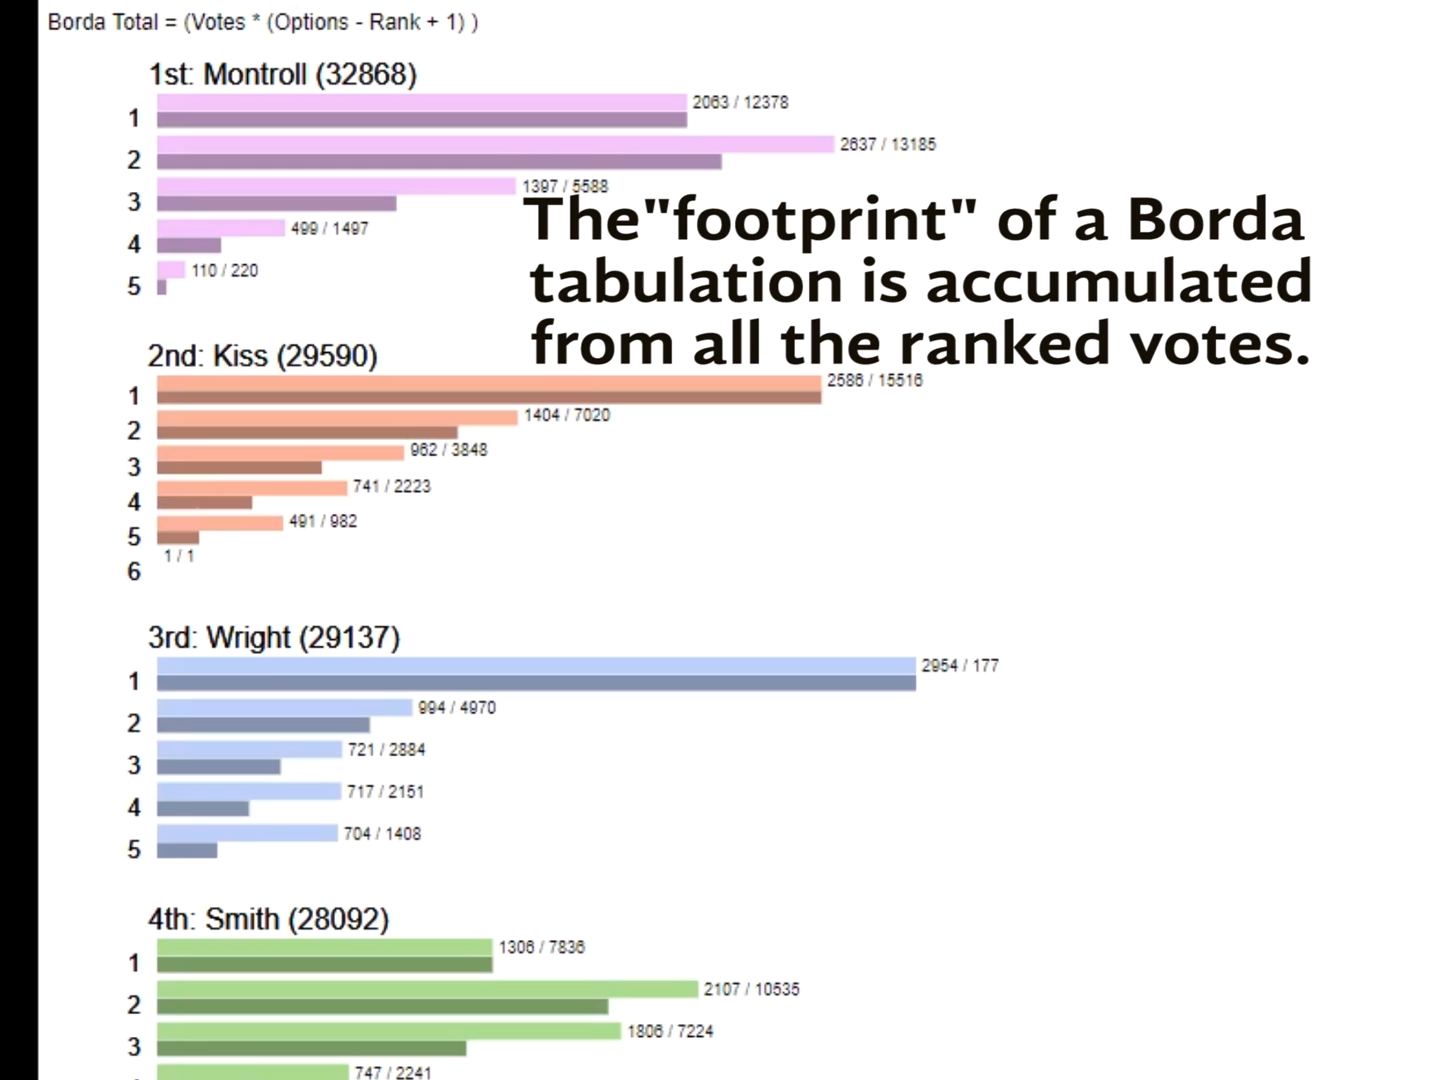 Borda Total = (Votes * (Options - Rank + 1) )
1st: Montroll (32868)
1
2063 / 12378
2
2637 / 13185
3
1397 / 5588
4
499 / 1497
5
110 / 220
The"footprint" of a Borda
tabulation is accumulated
from all the ranked votes.
2nd: Kiss (29590)
1
2586 / 15516
2
1404 / 7020
3
962 / 3848
4
741 / 2223
5
491 / 982
1 / 1
6
3rd: Wright (29137)
1
2954 / 177
2
994 / 4970
3
721 / 2884
4
717 / 2151
5
704 / 1408
4th: Smith (28092)
1
1306 / 7836
2
2107 / 10535
3
1806 / 7224
747 / 2241